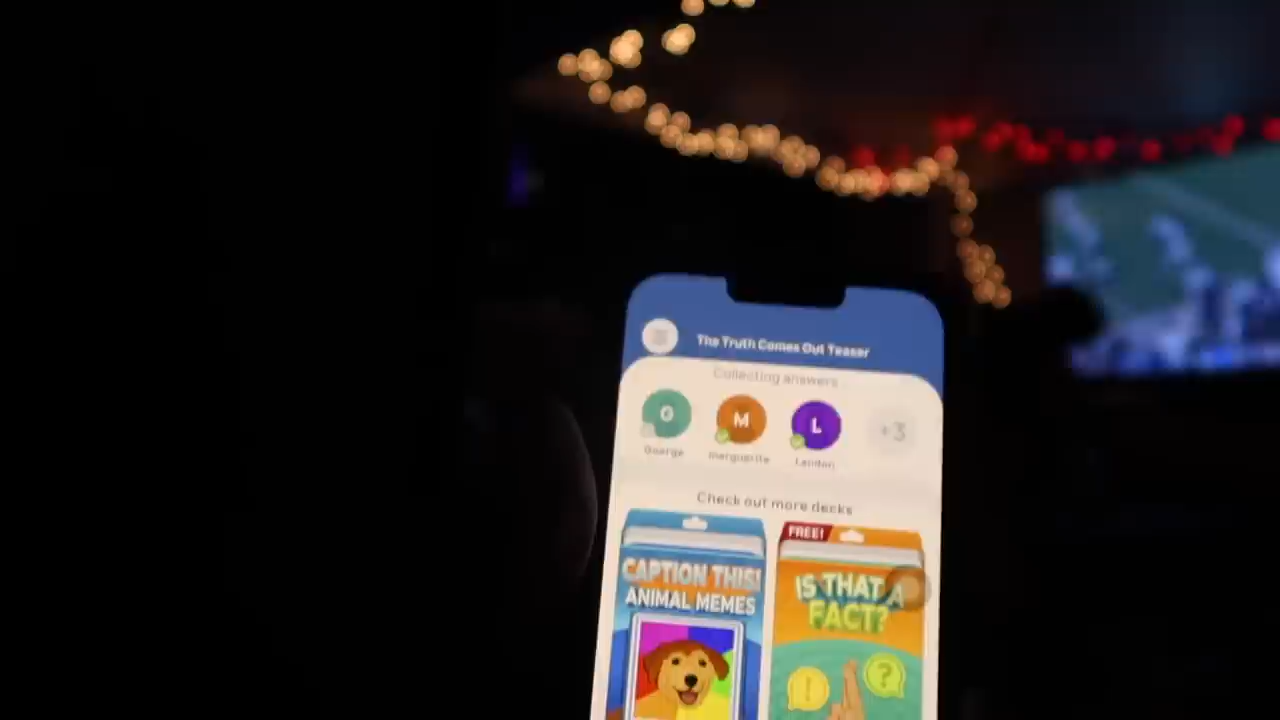 The Truth Comes Out Teaser
Collecting answers
G
M
L
+3
George
marguerite
Landon
Check out more decks
CAPTION THIS!
ANIMAL MEMES
FREE!
IS THAT A
FACT?
!
?